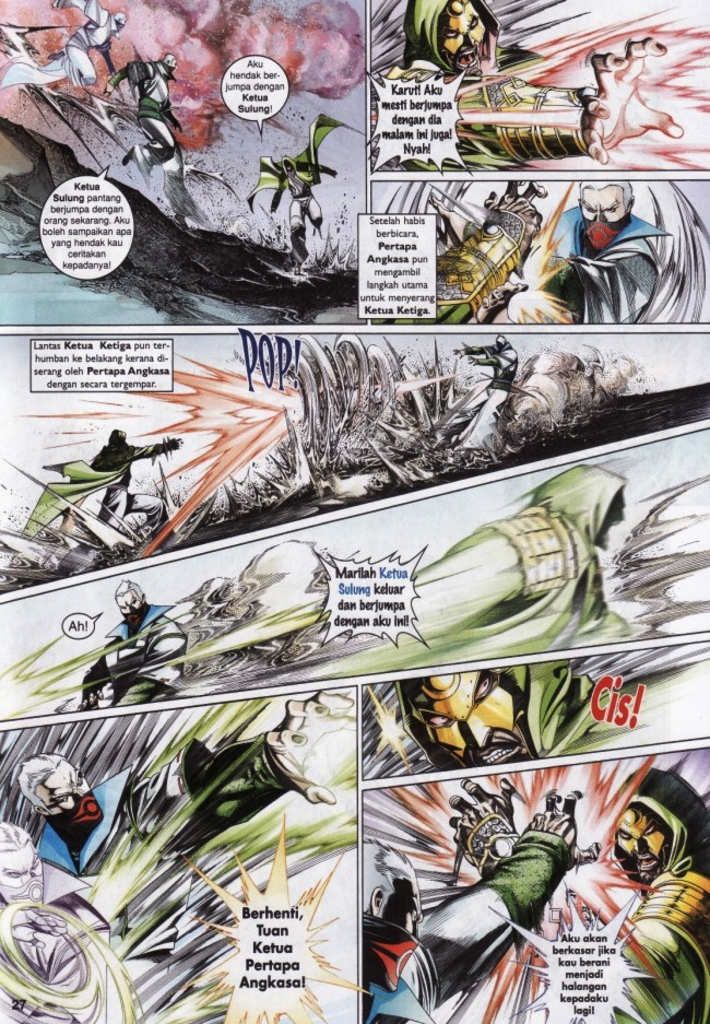 Aku
hendak ber-
jumpa dengan
Ketua
Sulung!
Ketua
Sulung pantang
berjumpa dengan
orang sekarang. Aku
boleh sampaikan apa
yang hendak kau
ceritakan
kepadanya!
Karut! Aku
mesti berjumpa
dengan dia
malam ini juga!
Nyah!
Setelah habis
berbicara,
Pertapa
Angkasa pun
mengambil
langkah utama
untuk menyerang
Ketua Ketiga.
Lantas Ketua Ketiga pun ter-
humban ke belakang kerana di-
serang oleh Pertapa Angkasa
dengan secara tergempar.
POP!
Ah!
Marilah Ketua
Sulung keluar
dan berjumpa
dengan aku ini!
Cis!
Berhenti,
Tuan
Ketua
Pertapa
Angkasa!
Aku akan
berkasar jika
kau berani
menjadi
halangan
kepadaku
lagi!
27